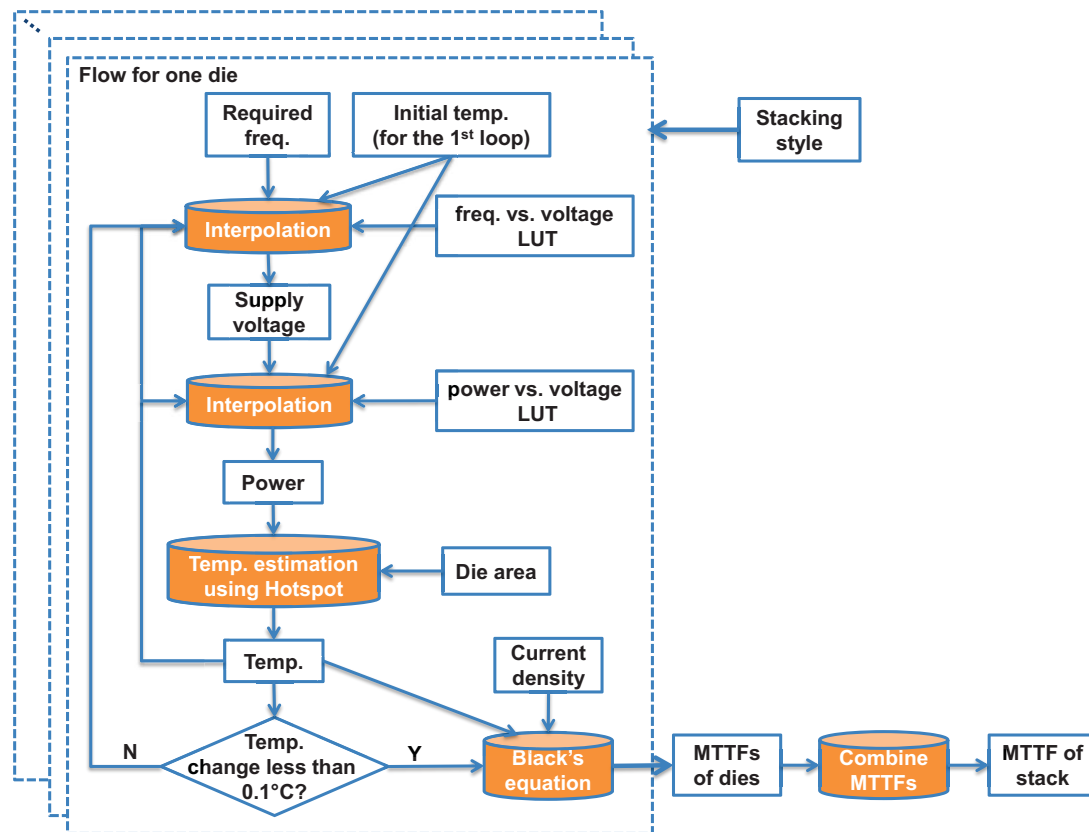 Flow for one die
Required
freq.
Initial temp.
(for the 1st loop)
Stacking
style
Interpolation
freq. vs. voltage
LUT
Supply
voltage
Interpolation
power vs. voltage
LUT
Power
Temp. estimation
using Hotspot
Die area
Temp.
Current
density
N
Temp.
change less than
0.1°C?
Y
Black's
equation
MTTFs
of dies
Combine
MTTFs
MTTF of
stack